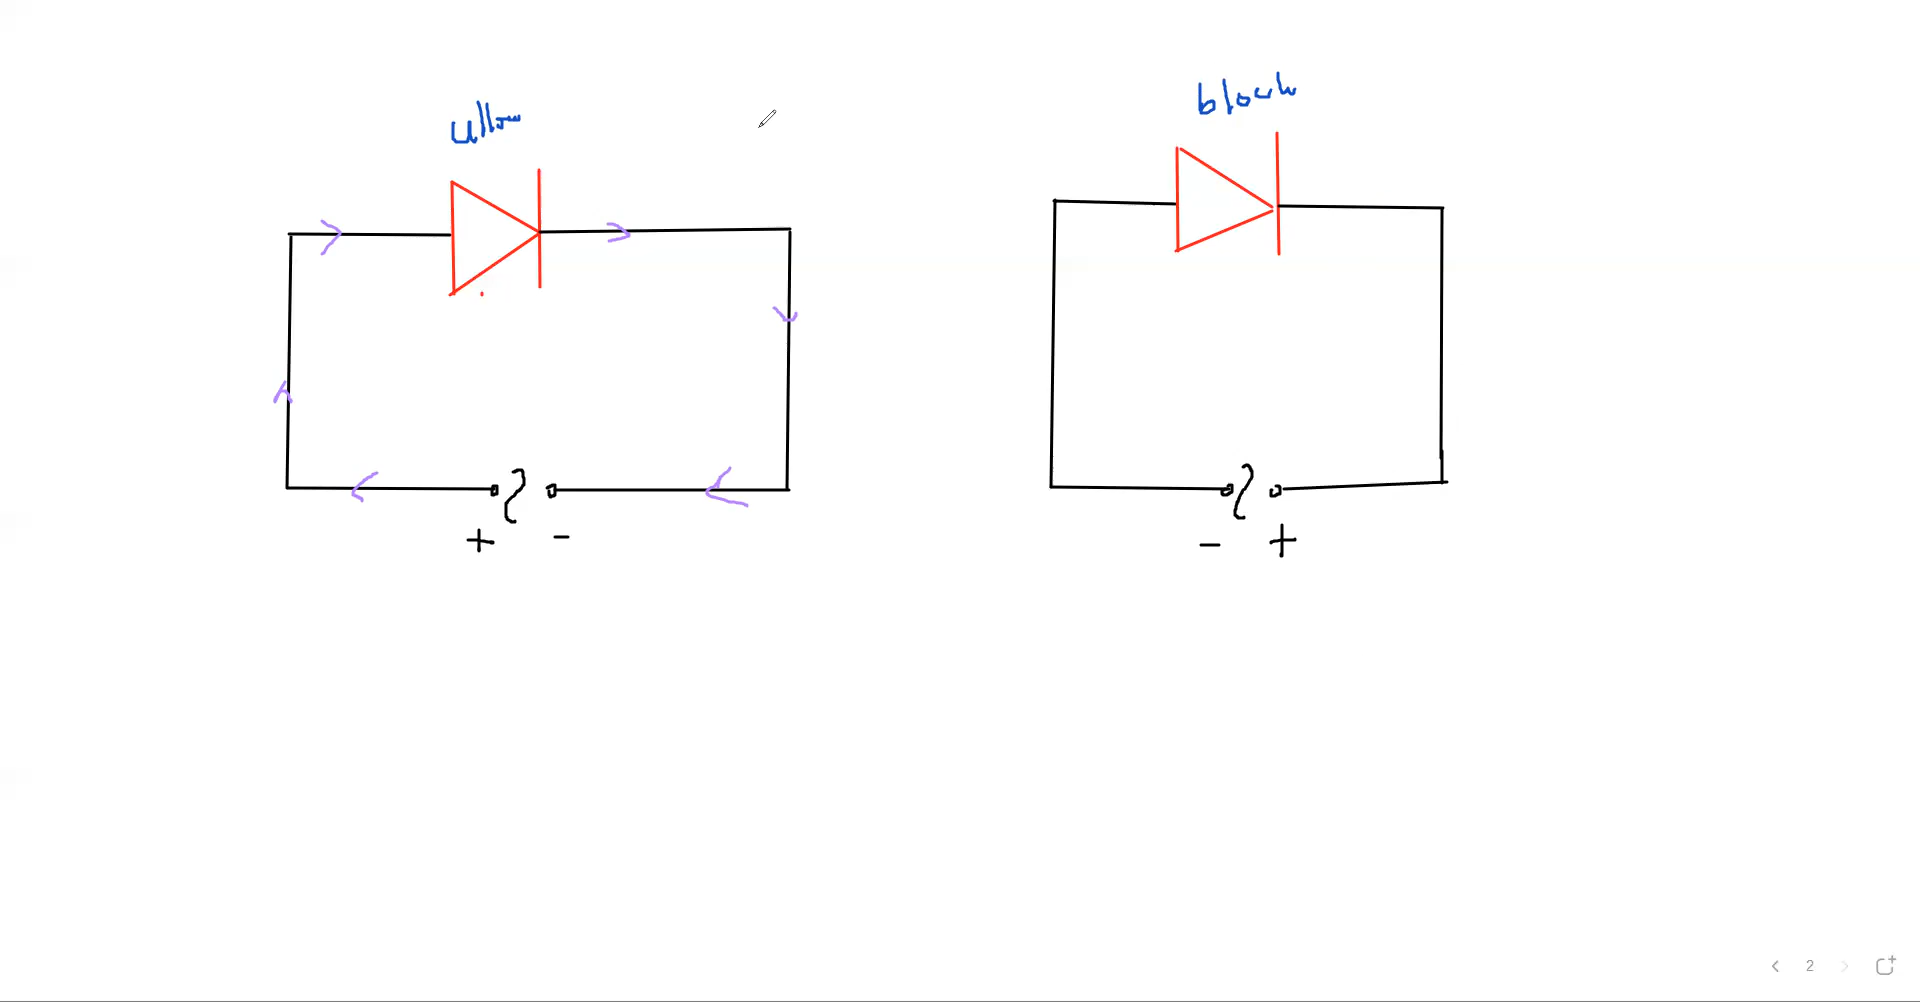 allow
block
+ -
- +
2